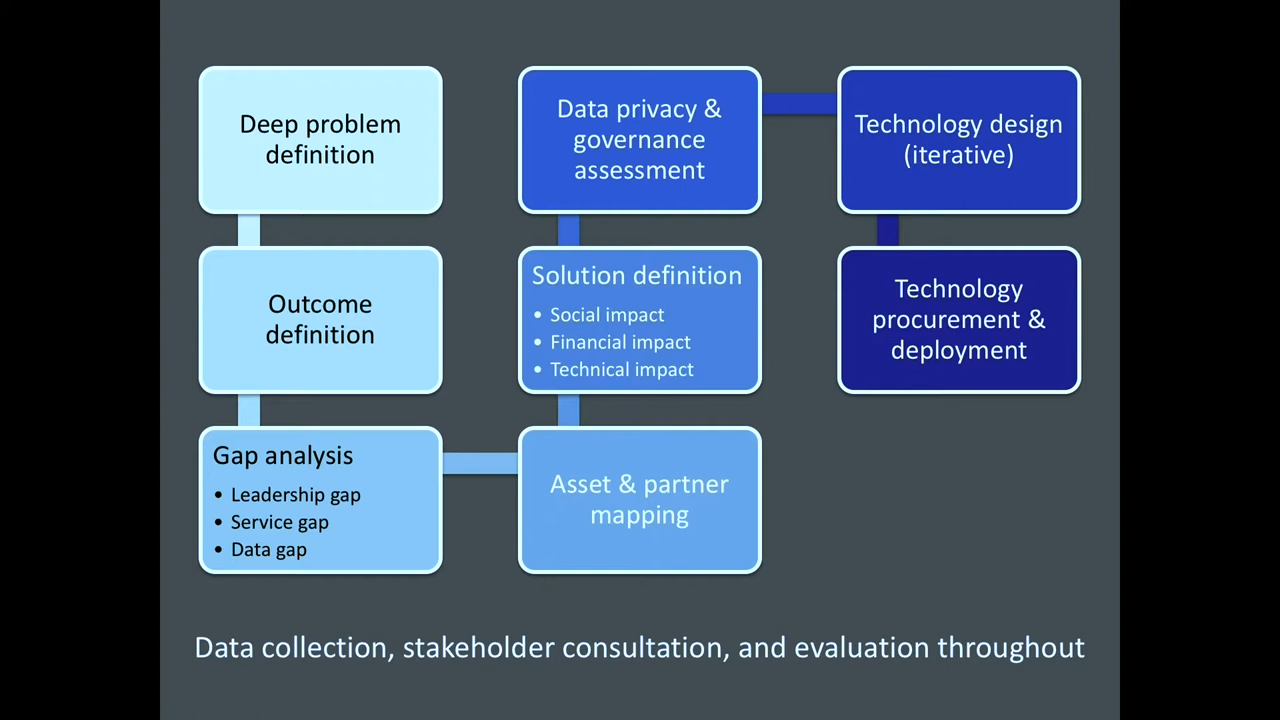 Deep problem
definition
Outcome
definition
Gap analysis
• Leadership gap
• Service gap
• Data gap
Asset & partner
mapping
Solution definition
• Social impact
• Financial impact
• Technical impact
Data privacy &
governance
assessment
Technology design
(iterative)
Technology
procurement &
deployment
Data collection, stakeholder consultation, and evaluation throughout